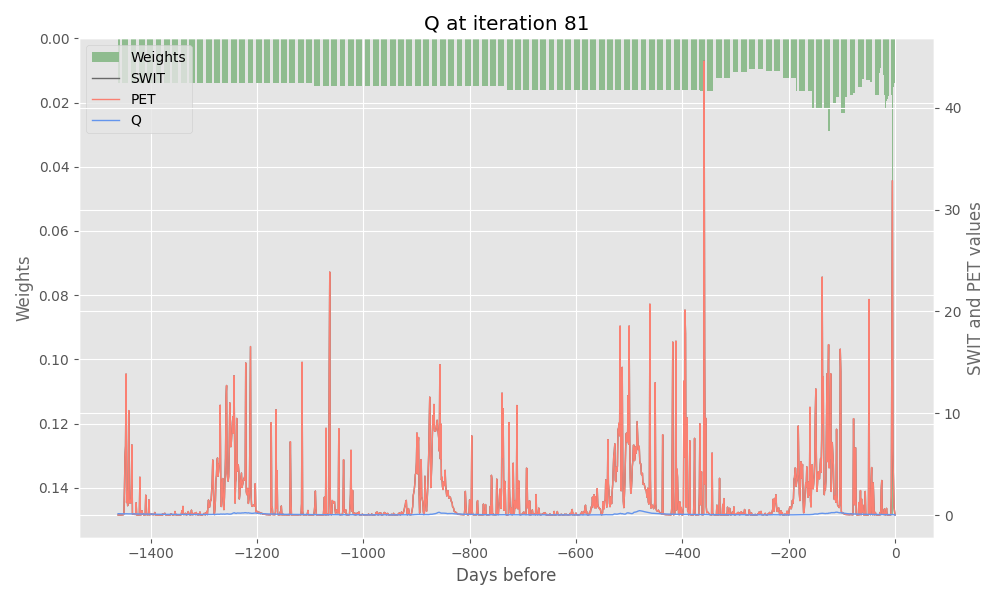 Q at iteration 81
0.00
0.02
0.04
0.06
0.08
0.10
0.12
0.14
Weights
Weights
SWIT
PET
Q
40
30
20
10
0
SWIT and PET values
−1400
−1200
−1000
−800
−600
−400
−200
0
Days before